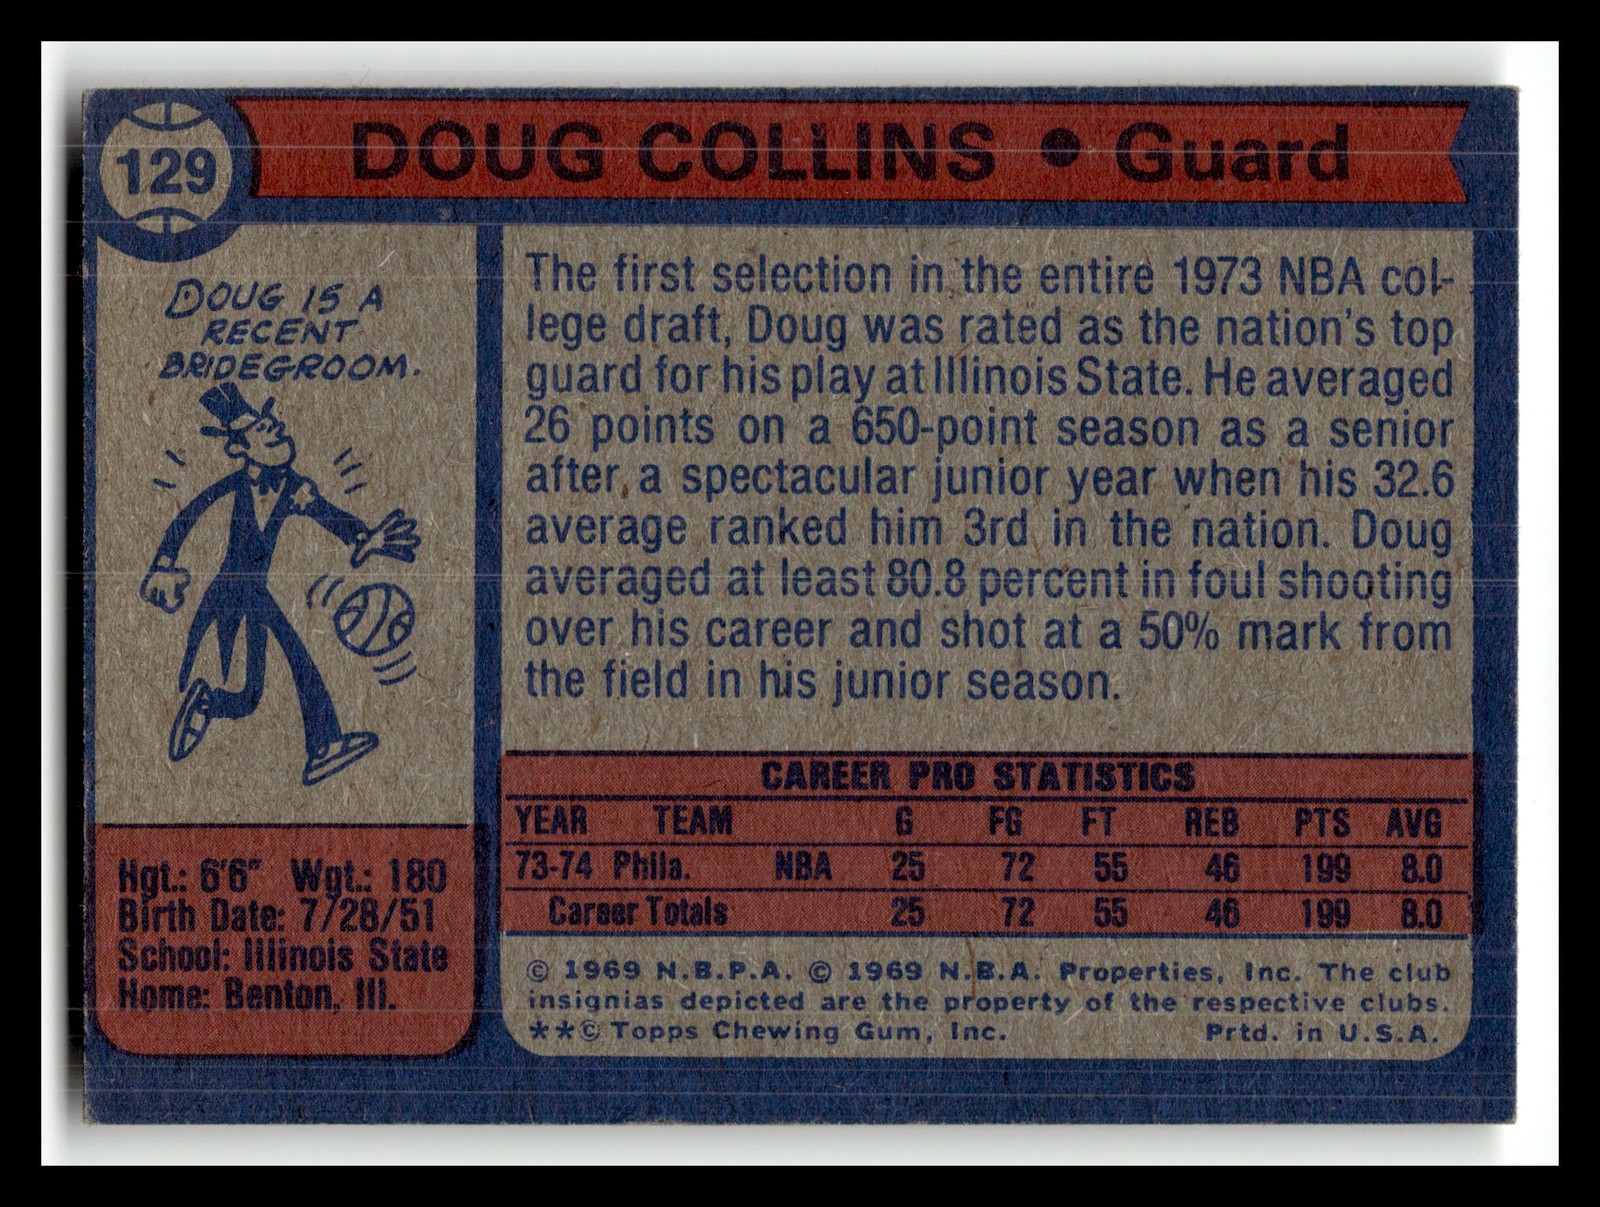 129
DOUG COLLINS • Guard
DOUG IS A
RECENT
BRIDEGROOM.
The first selection in the entire 1973 NBA col-
lege draft, Doug was rated as the nation's top
guard for his play at Illinois State. He averaged
26 points on a 650-point season as a senior
after a spectacular junior year when his 32.6
average ranked him 3rd in the nation. Doug
averaged at least 80.8 percent in foul shooting
over his career and shot at a 50% mark from
the field in his junior season.
Hgt.: 6'6" Wgt.: 180
Birth Date: 7/28/51
School: Illinois State
Home: Benton, Ill.
CAREER PRO STATISTICS
YEAR TEAM G FG FT REB PTS AVG
73-74 Phila. NBA 25 72 55 46 199 8.0
Career Totals 25 72 55 46 199 8.0
© 1969 N.B.P.A. © 1969 N.B.A. Properties, Inc. The club
insignias depicted are the property of the respective clubs.
**© Topps Chewing Gum, Inc. Prtd. in U.S.A.